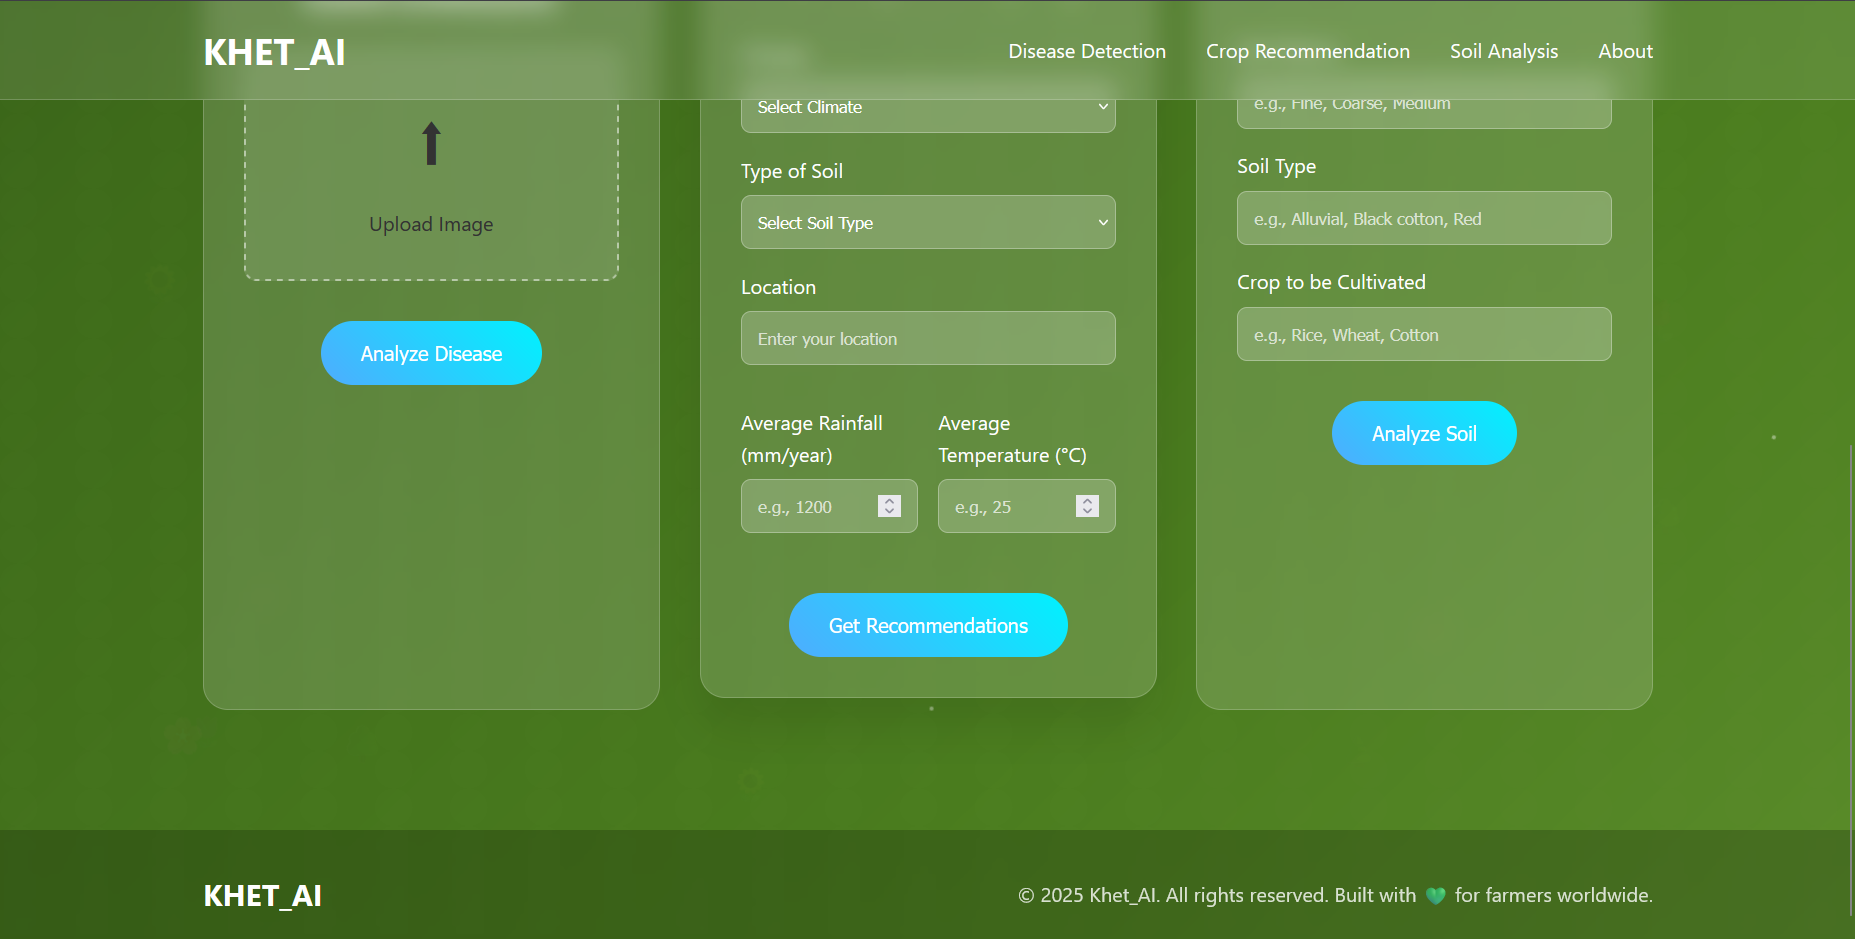 KHET_AI
Disease Detection
Crop Recommendation
Soil Analysis
About
Upload Image
Analyze Disease
Select Climate
Type of Soil
Select Soil Type
Location
Enter your location
Average Rainfall
(mm/year)
e.g., 1200
Average
Temperature (°C)
e.g., 25
Get Recommendations
e.g., Fine, Coarse, Medium
Soil Type
e.g., Alluvial, Black cotton, Red
Crop to be Cultivated
e.g., Rice, Wheat, Cotton
Analyze Soil
KHET_AI
© 2025 Khet_AI. All rights reserved. Built with 💚 for farmers worldwide.